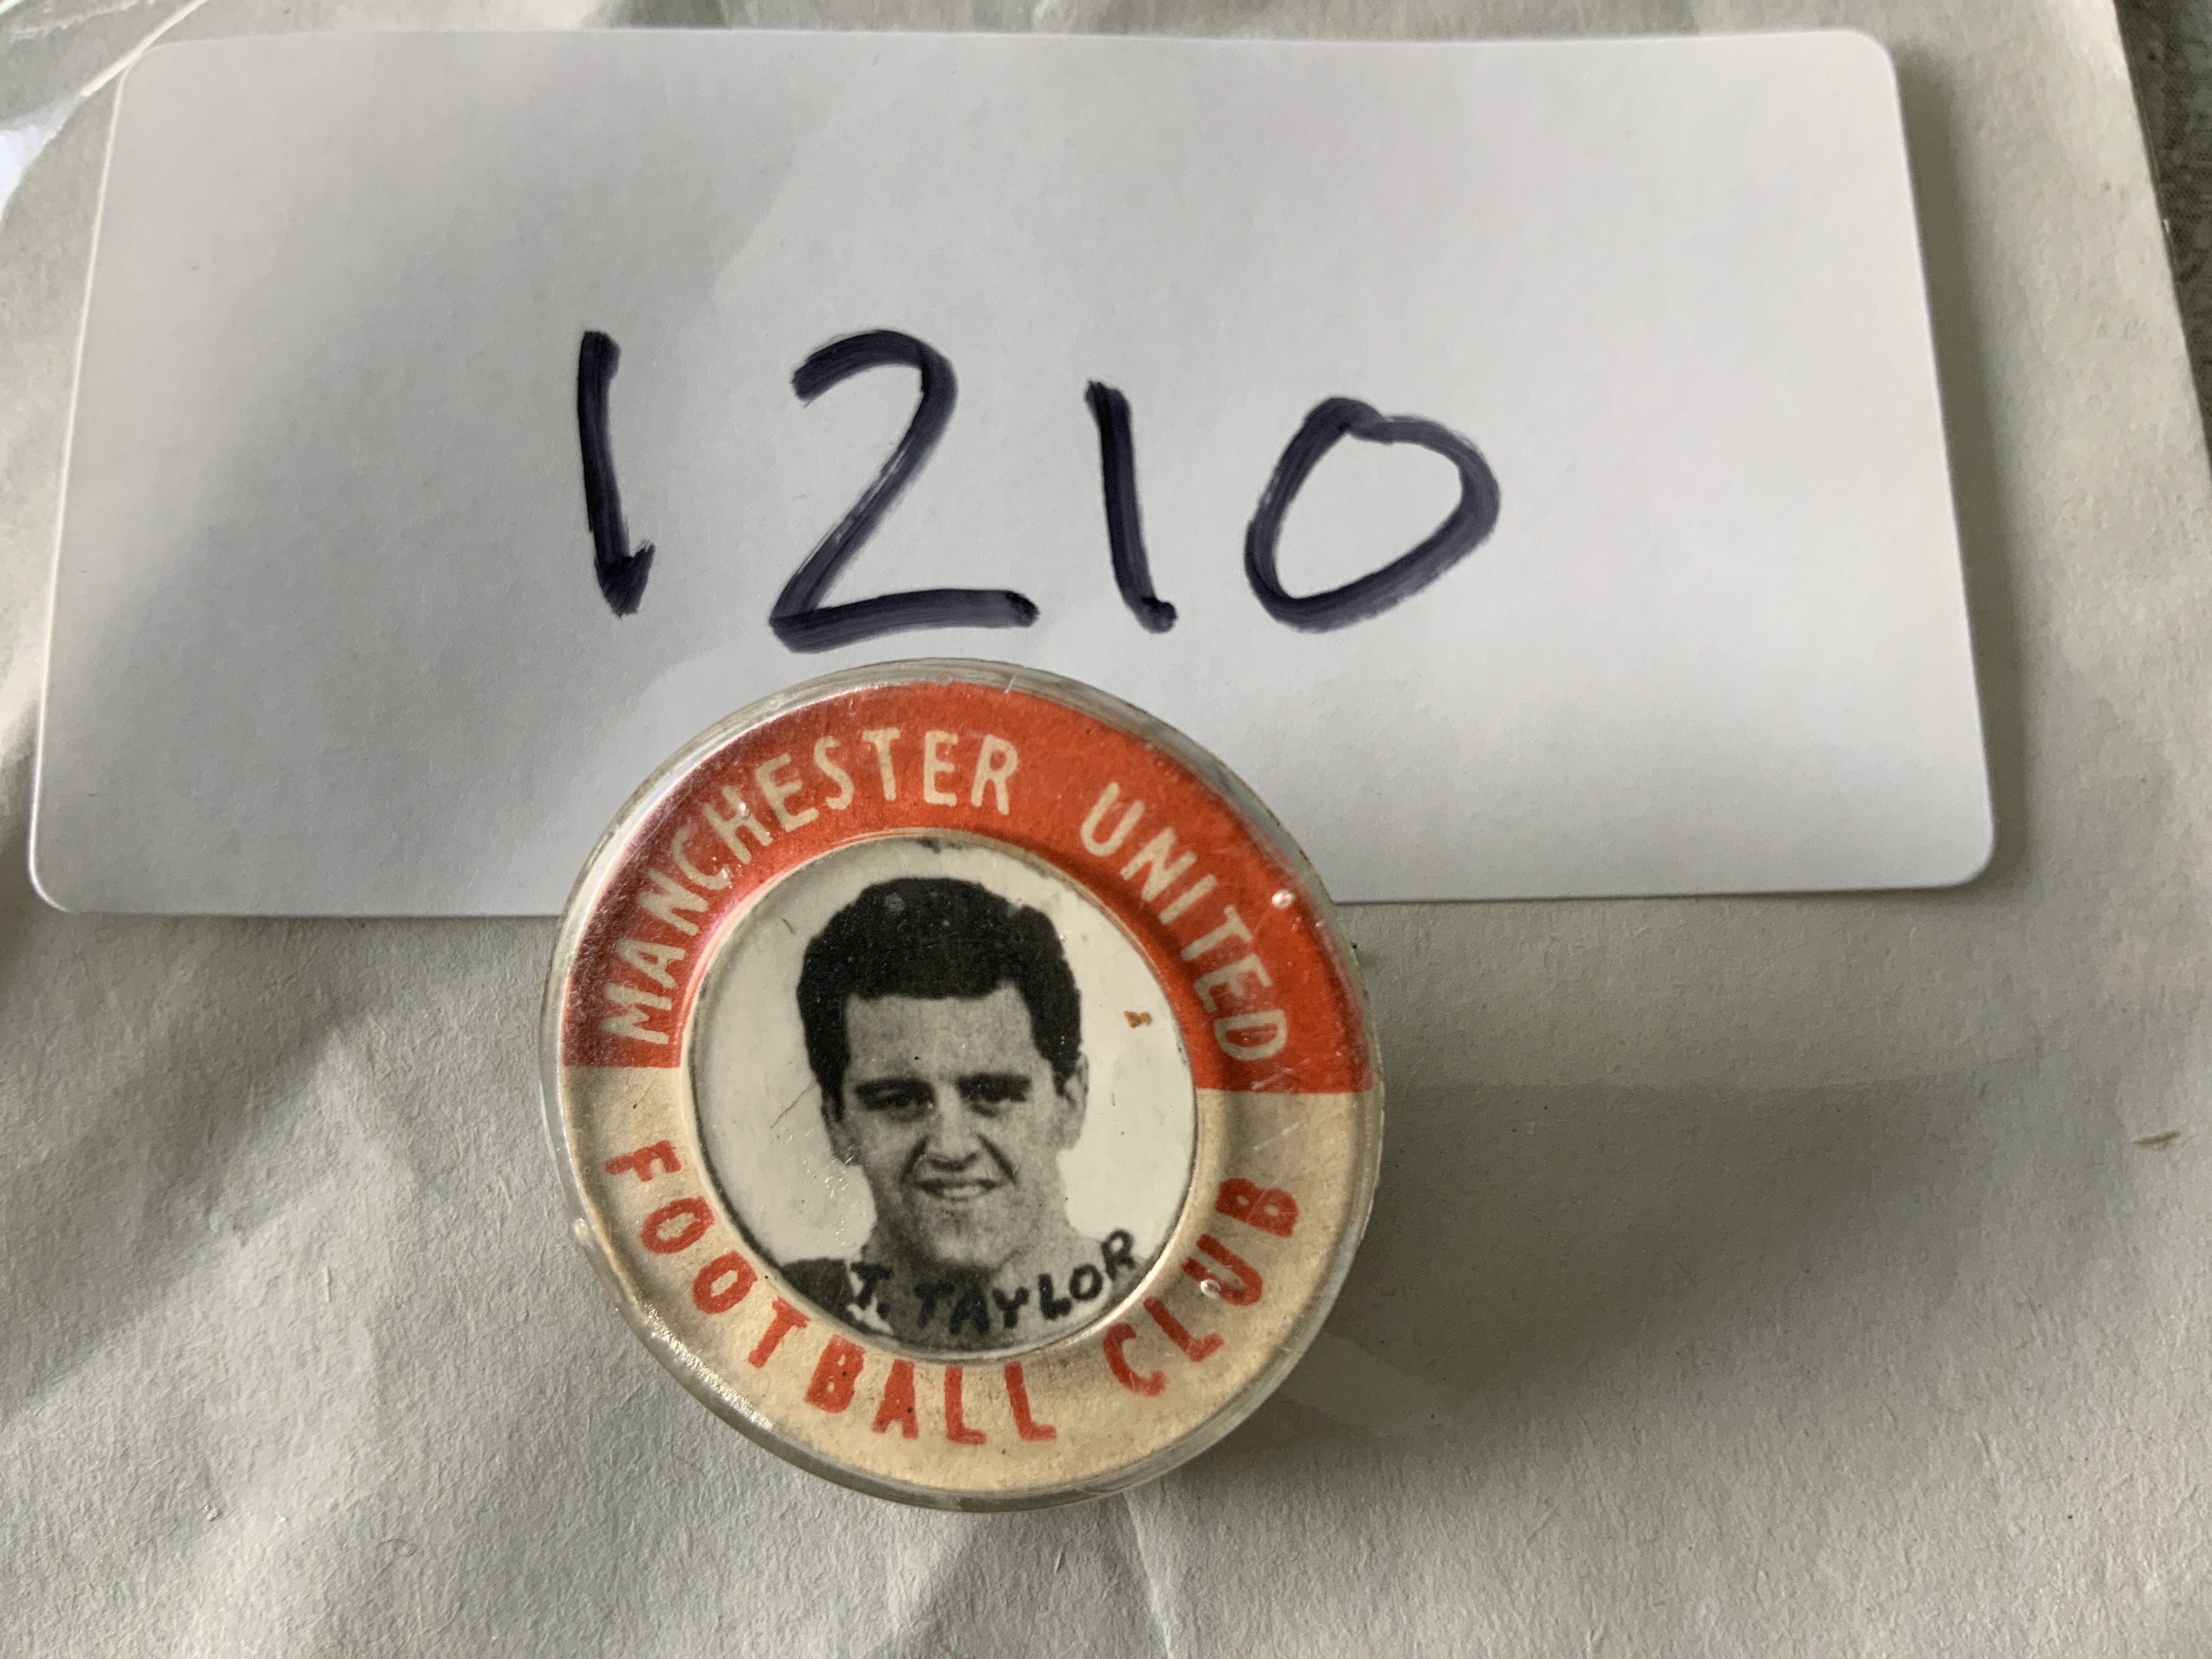 1210
MANCHESTER UNITED
J. TAYLOR
FOOTBALL CLUB